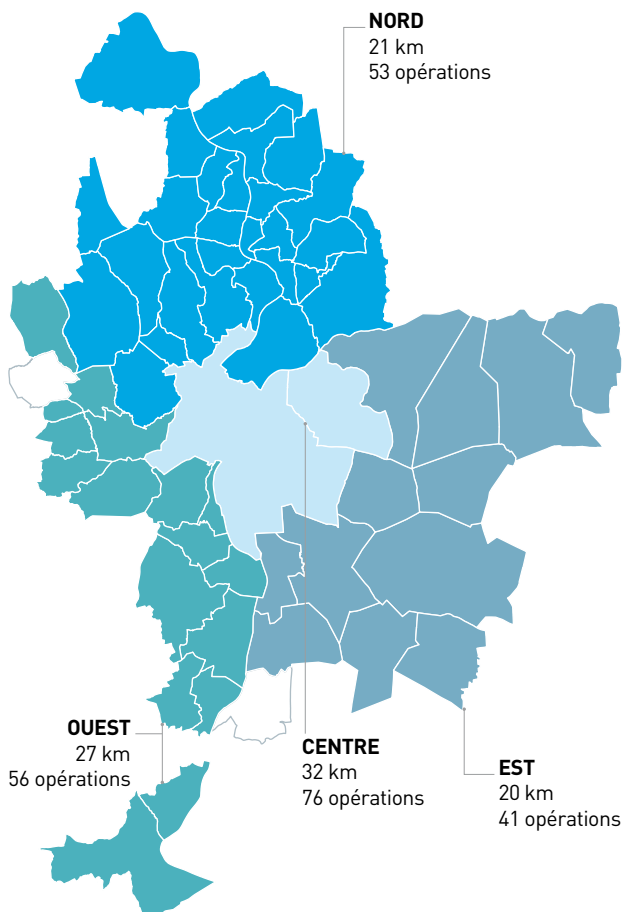 NORD
21 km
53 opérations
OUEST
27 km
56 opérations
CENTRE
32 km
76 opérations
EST
20 km
41 opérations